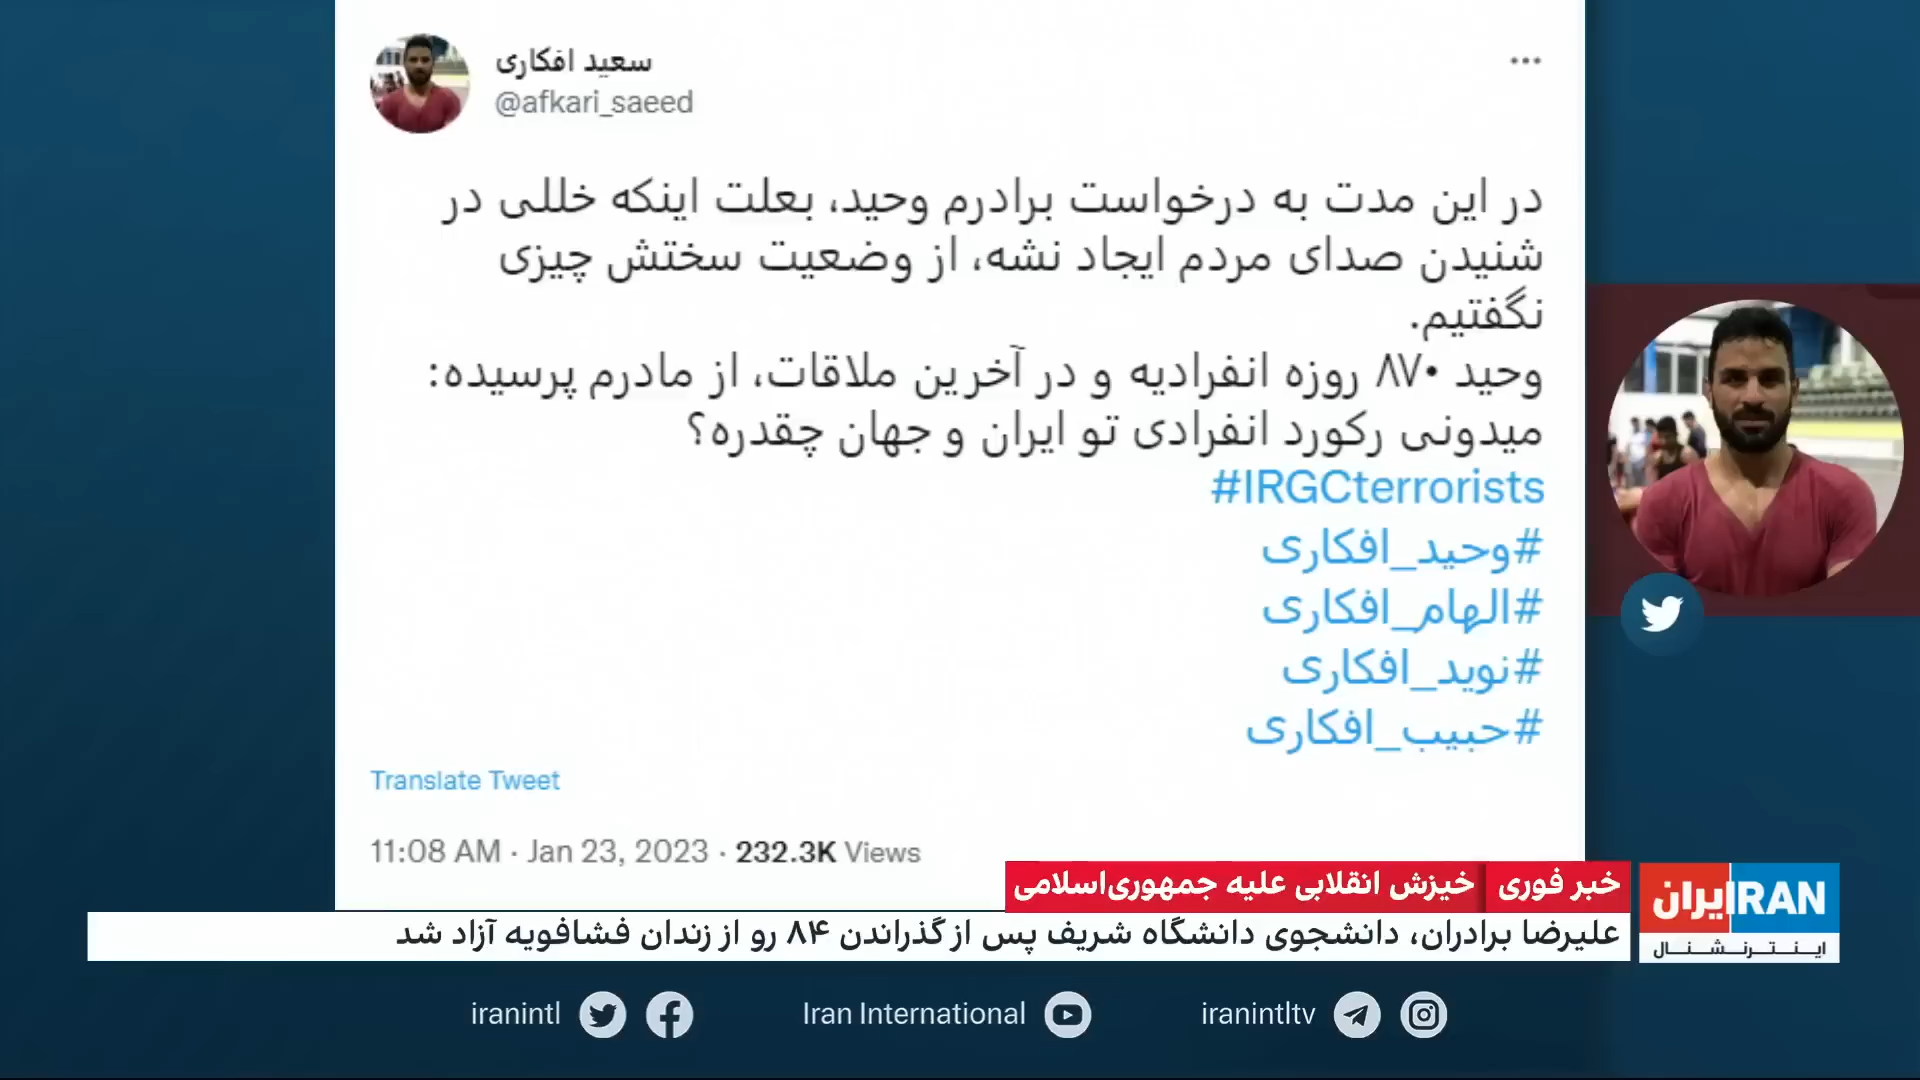 سعید افکاری
@afkari_saeed
در این مدت به درخواست برادرم وحید، بعلت اینکه خللی در
شنیدن صدای مردم ایجاد نشه، از وضعیت سختش چیزی
نگفتیم.
وحید ۸۷۰ روزه انفرادیه و در آخرین ملاقات، از مادرم پرسیده:
میدونی رکورد انفرادی تو ایران و جهان چقدره؟
#IRGCterrorists
#وحید_افکاری
#الهام_افکاری
#نوید_افکاری
#حبیب_افکاری
Translate Tweet
11:08 AM · Jan 23, 2023 · 232.3K Views
خبر فوری خیزش انقلابی علیه جمهوری‌اسلامی
علیرضا برادران، دانشجوی دانشگاه شریف پس از گذراندن ۸۴ رو از زندان فشافویه آزاد شد
ایران IRAN
اینترنشنال
iranintl Iran International iranintltv